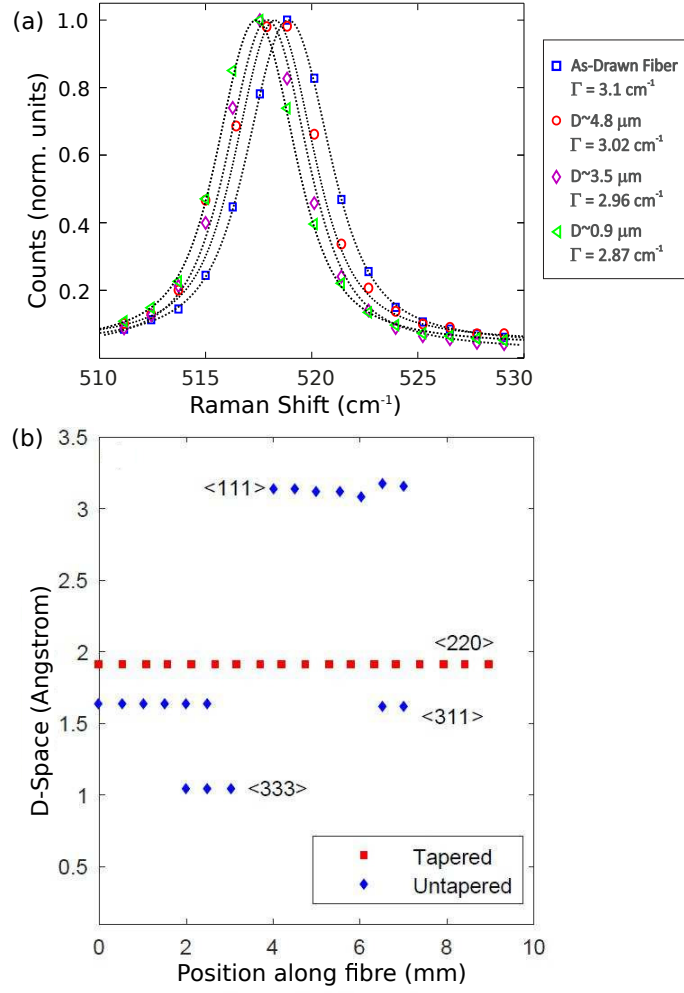 (a)
1.0
0.8
0.6
0.4
0.2
Counts (norm. units)
510
515
520
525
530
Raman Shift (cm⁻¹)
As-Drawn Fiber
Γ = 3.1 cm⁻¹
D~4.8 µm
Γ = 3.02 cm⁻¹
D~3.5 µm
Γ = 2.96 cm⁻¹
D~0.9 µm
Γ = 2.87 cm⁻¹
(b)
3.5
3
2.5
2
1.5
1
0.5
D-Space (Angstrom)
<111>
<220>
<311>
<333>
Tapered
Untapered
0
2
4
6
8
10
Position along fibre (mm)